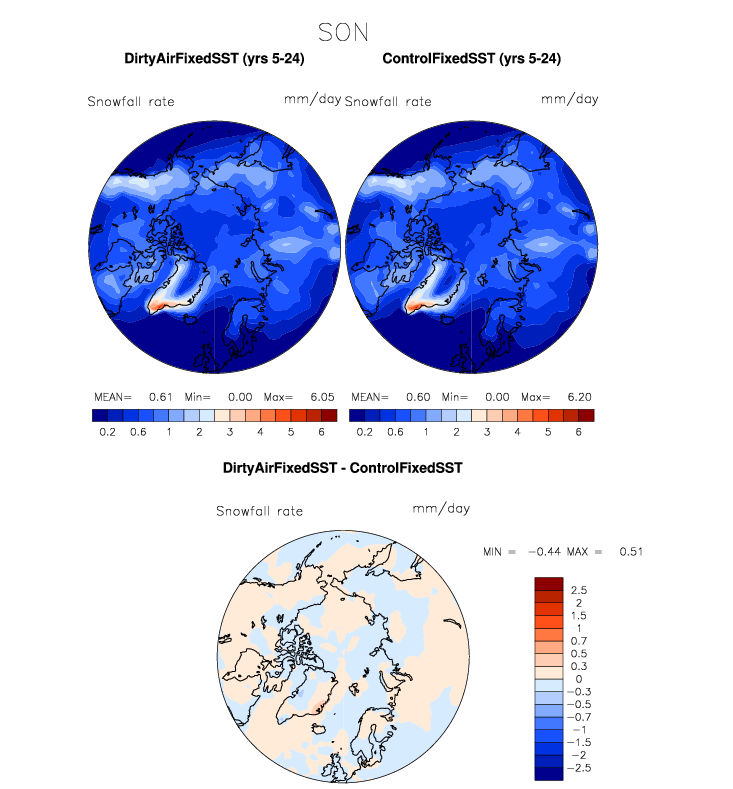 SON
DirtyAirFixedSST (yrs 5-24) ControlFixedSST (yrs 5-24)
Snowfall rate mm/day Snowfall rate mm/day
MEAN= 0.61 Min= 0.00 Max= 6.05 MEAN= 0.60 Min= 0.00 Max= 6.20
0.2 0.6 1 2 3 4 5 6 0.2 0.6 1 2 3 4 5 6
DirtyAirFixedSST - ControlFixedSST
Snowfall rate mm/day
MIN = -0.44 MAX = 0.51
2.5
2
1.5
1
0.7
0.5
0.3
0
-0.3
-0.5
-0.7
-1
-1.5
-2
-2.5